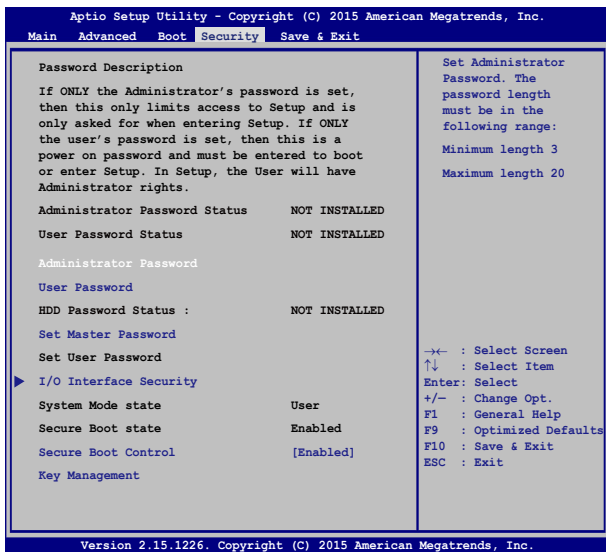 Aptio Setup Utility - Copyright (C) 2015 American Megatrends, Inc.
Main Advanced Boot Security Save & Exit
Password Description
If ONLY the Administrator's password is set,
then this only limits access to Setup and is
only asked for when entering Setup. If ONLY
the user's password is set, then this is a
power on password and must be entered to boot
or enter Setup. In Setup, the User will have
Administrator rights.
Administrator Password Status NOT INSTALLED
User Password Status NOT INSTALLED
Administrator Password
User Password
HDD Password Status : NOT INSTALLED
Set Master Password
Set User Password
I/O Interface Security
System Mode state User
Secure Boot state Enabled
Secure Boot Control [Enabled]
Key Management
Set Administrator
Password. The
password length
must be in the
following range:
Minimum length 3
Maximum length 20
→← : Select Screen
↑↓ : Select Item
Enter: Select
+/— : Change Opt.
F1 : General Help
F9 : Optimized Defaults
F10 : Save & Exit
ESC : Exit
Version 2.15.1226. Copyright (C) 2015 American Megatrends, Inc.